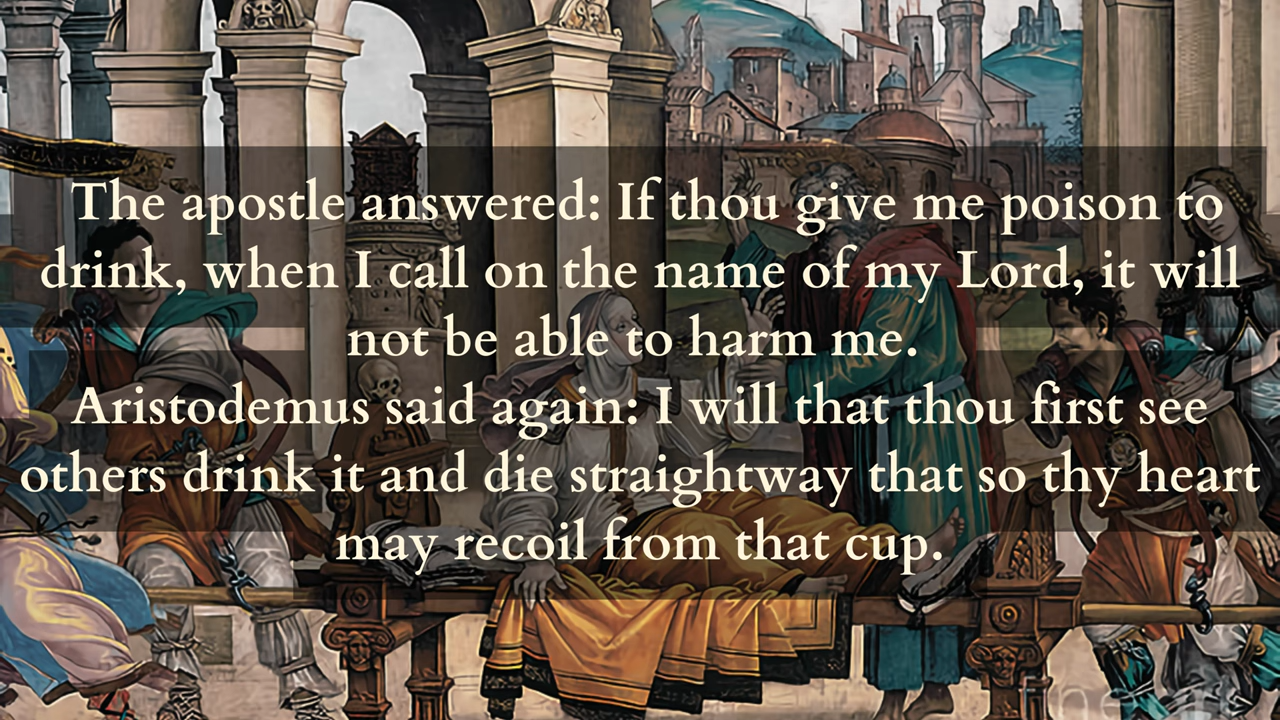 The apostle answered: If thou give me poison to
drink, when I call on the name of my Lord, it will
not be able to harm me.
Aristodemus said again: I will that thou first see
others drink it and die straightway that so thy heart
may recoil from that cup.